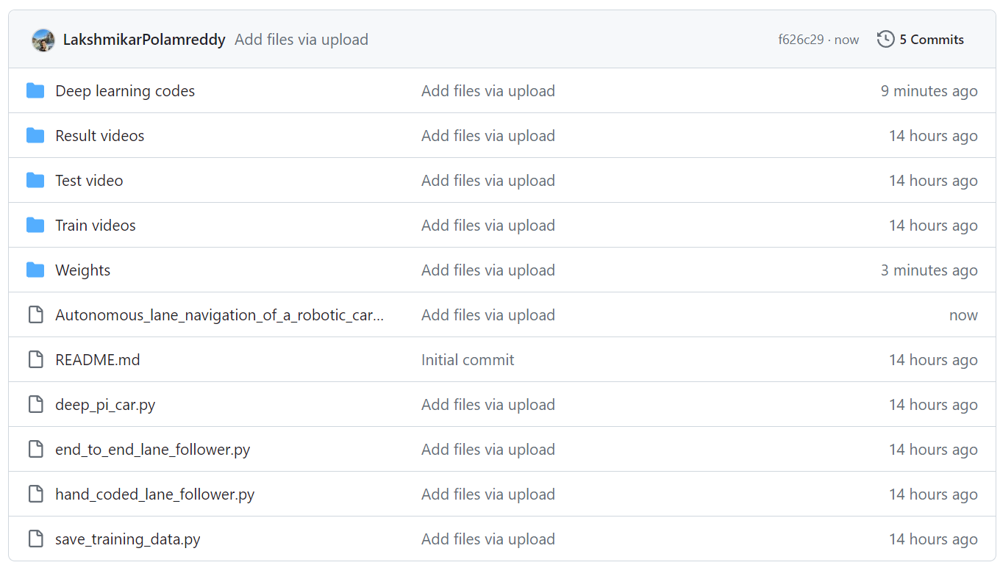 LakshmikarPolamreddy Add files via upload f626c29 · now 5 Commits
Deep learning codes Add files via upload 9 minutes ago
Result videos Add files via upload 14 hours ago
Test video Add files via upload 14 hours ago
Train videos Add files via upload 14 hours ago
Weights Add files via upload 3 minutes ago
Autonomous_lane_navigation_of_a_robotic_car... Add files via upload now
README.md Initial commit 14 hours ago
deep_pi_car.py Add files via upload 14 hours ago
end_to_end_lane_follower.py Add files via upload 14 hours ago
hand_coded_lane_follower.py Add files via upload 14 hours ago
save_training_data.py Add files via upload 14 hours ago